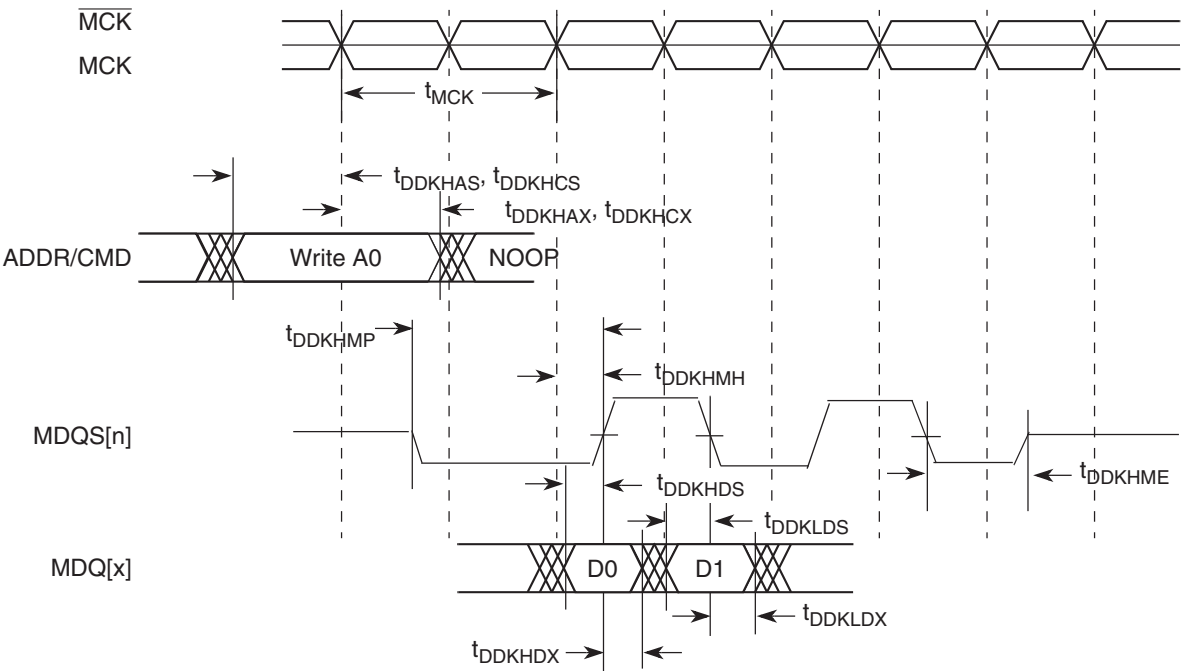 MCK
MCK
tMCK
tDDKHAS, tDDKHCS
tDDKHAX, tDDKHCX
ADDR/CMD
Write A0
NOOP
tDDKHMP
tDDKHMH
MDQS[n]
tDDKHDS
tDDKHME
tDDKLDS
MDQ[x]
D0
D1
tDDKLDX
tDDKHDX